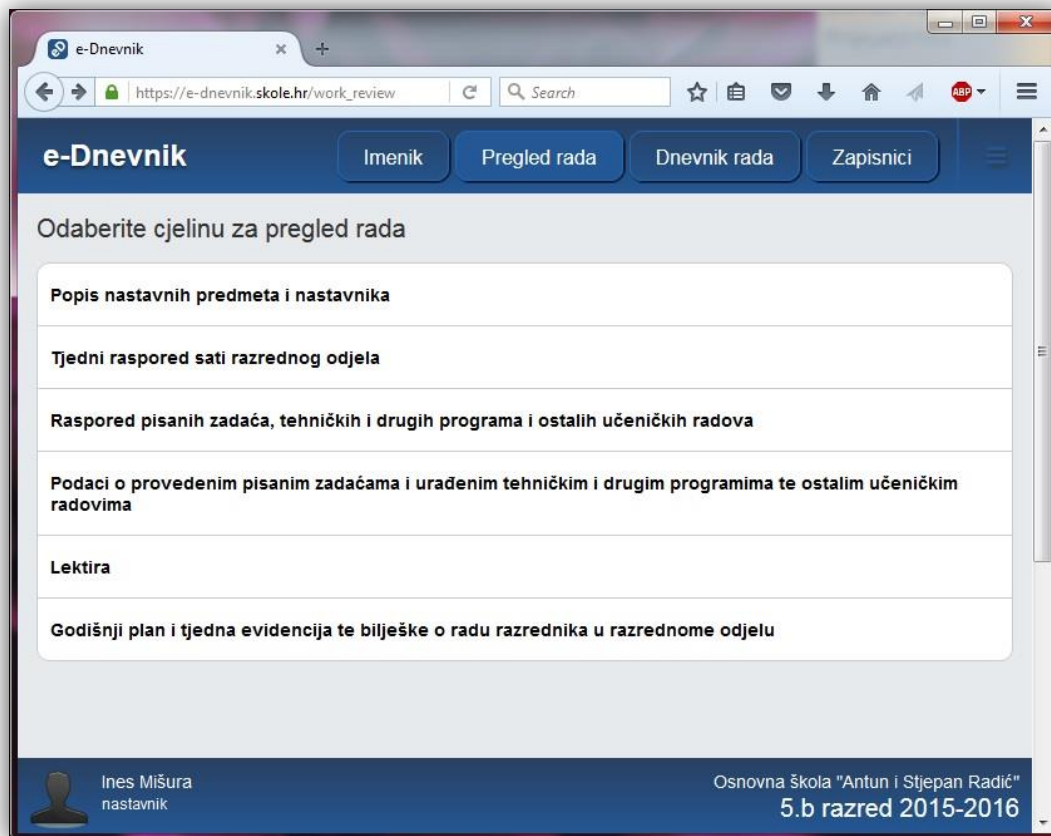 e-Dnevnik
https://e-dnevnik.skole.hr/work_review
Search
ABP
e-Dnevnik
Imenik
Pregled rada
Dnevnik rada
Zapisnici
Odaberite cjelinu za pregled rada
Popis nastavnih predmeta i nastavnika
Tjedni raspored sati razrednog odjela
Raspored pisanih zadaća, tehničkih i drugih programa i ostalih učeničkih radova
Podaci o provedenim pisanim zadaćama i urađenim tehničkim i drugim programima te ostalim učeničkim
radovima
Lektira
Godišnji plan i tjedna evidencija te bilješke o radu razrednika u razrednome odjelu
Ines Mišura
nastavnik
Osnovna škola "Antun i Stjepan Radić"
5.b razred 2015-2016